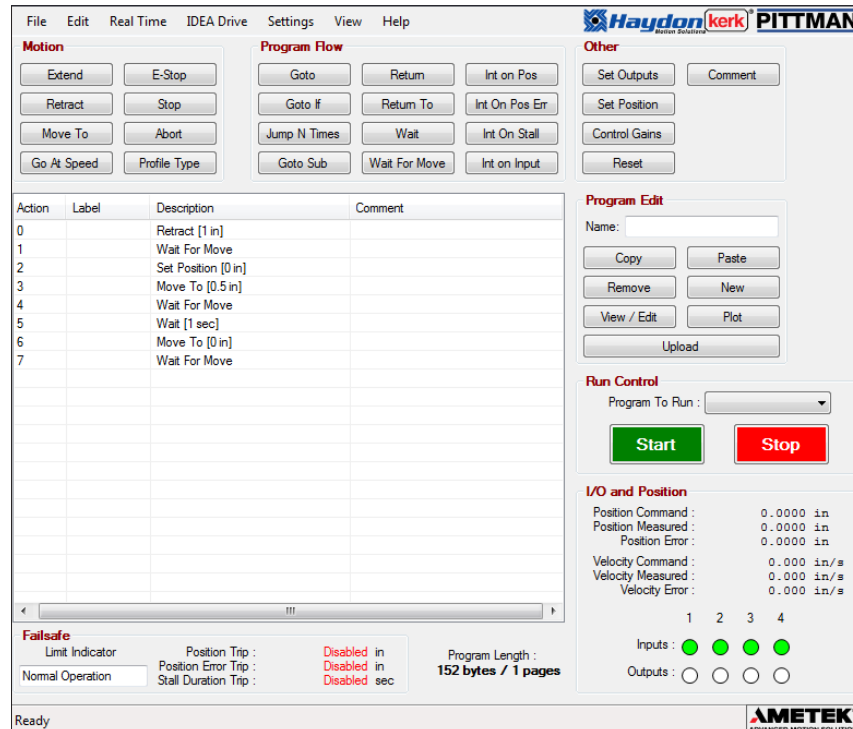 File Edit Real Time IDEA Drive Settings View Help
Haydon kerk PITTMAN
Motion Solutions
Motion
Extend E-Stop
Retract Stop
Move To Abort
Go At Speed Profile Type
Program Flow
Goto Return Int on Pos
Goto If Return To Int On Pos Err
Jump N Times Wait Int On Stall
Goto Sub Wait For Move Int on Input
Other
Set Outputs Comment
Set Position
Control Gains
Reset
Action Label Description Comment
0 Retract [1 in]
1 Wait For Move
2 Set Position [0 in]
3 Move To [0.5 in]
4 Wait For Move
5 Wait [1 sec]
6 Move To [0 in]
7 Wait For Move
Program Edit
Name:
Copy Paste
Remove New
View / Edit Plot
Upload
Run Control
Program To Run :
Start Stop
I/O and Position
Position Command : 0.0000 in
Position Measured : 0.0000 in
Position Error : 0.0000 in
Velocity Command : 0.000 in/s
Velocity Measured : 0.000 in/s
Velocity Error : 0.000 in/s
1 2 3 4
Inputs :
Outputs :
Failsafe
Limit Indicator
Normal Operation
Position Trip : Disabled in
Position Error Trip : Disabled in
Stall Duration Trip : Disabled sec
Program Length :
152 bytes / 1 pages
Ready
AMETEK
ADVANCED MOTION SOLUTIO